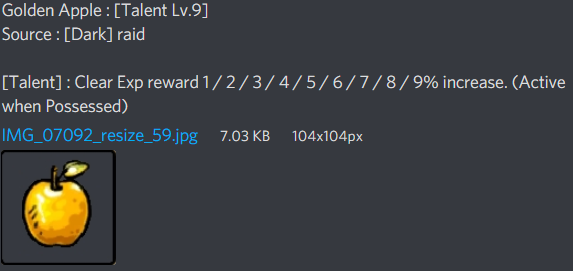 Golden Apple : [Talent Lv.9]
Source : [Dark] raid
[Talent] : Clear Exp reward 1 / 2 / 3 / 4 / 5 / 6 / 7 / 8 / 9% increase. (Active
when Possessed)
IMG_07092_resize_59.jpg 7.03 KB 104x104px